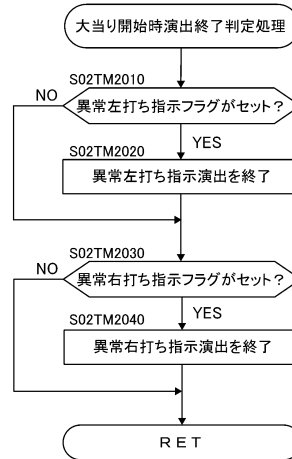 大当り開始時演出終了判定処理
S02TM2010
NO
異常左打ち指示フラグがセット？
YES
S02TM2020
異常左打ち指示演出を終了
S02TM2030
NO
異常右打ち指示フラグがセット？
YES
S02TM2040
異常右打ち指示演出を終了
ＲＥＴ